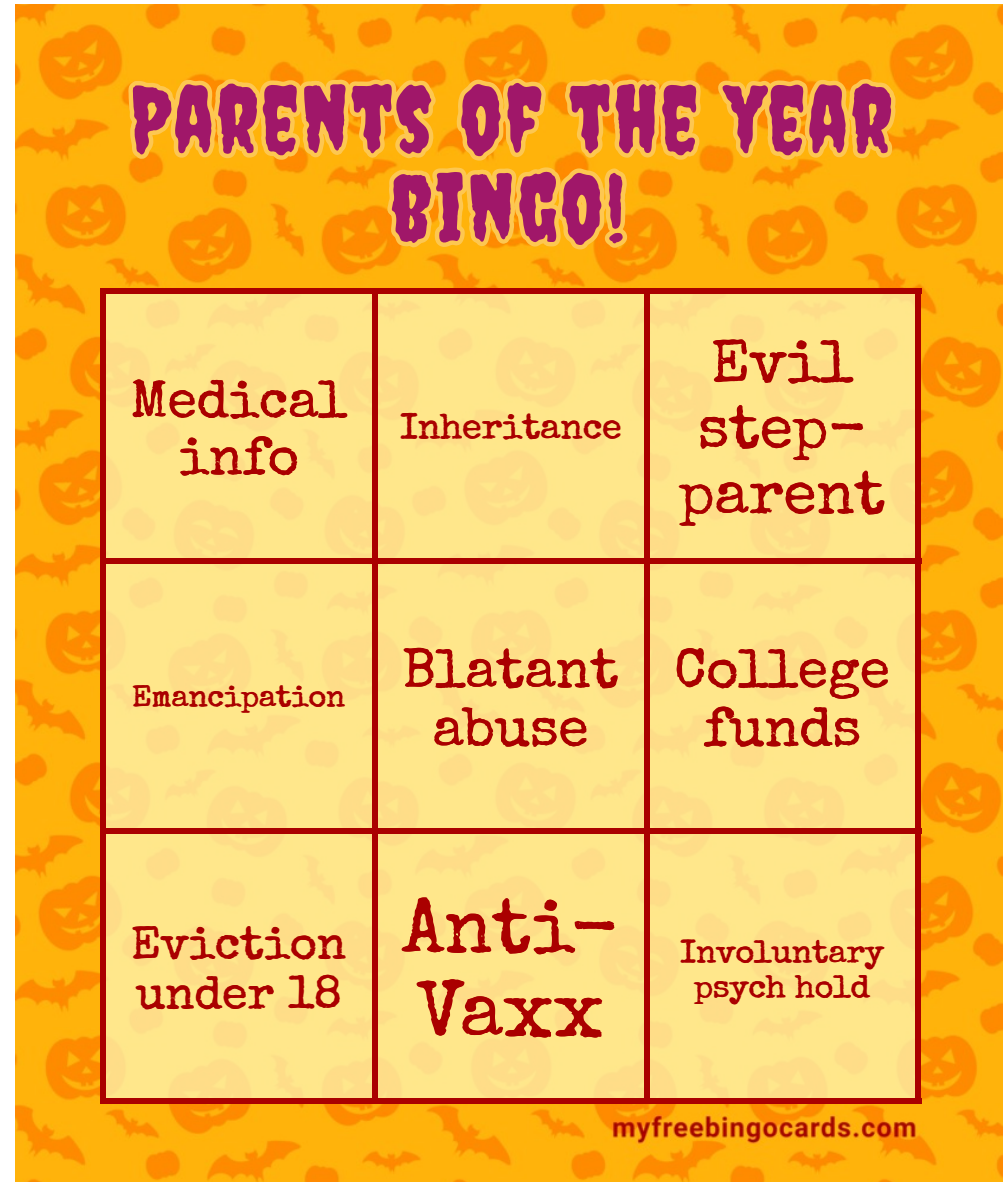 PARENTS OF THE YEAR
BINGO!
Medical
info
Inheritance
Evil
step-
parent
Emancipation
Blatant
abuse
College
funds
Eviction
under 18
Anti-
Vaxx
Involuntary
psych hold
myfreebingocards.com